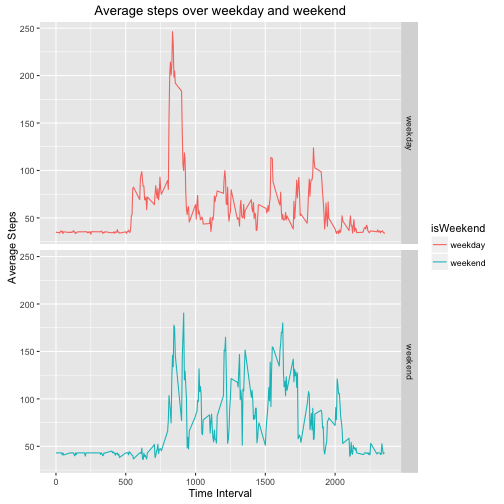 Average steps over weekday and weekend
250
200
150
100
50
weekday
250
200
150
100
50
weekend
0
500
1000
1500
2000
Time Interval
Average Steps
isWeekend
weekday
weekend